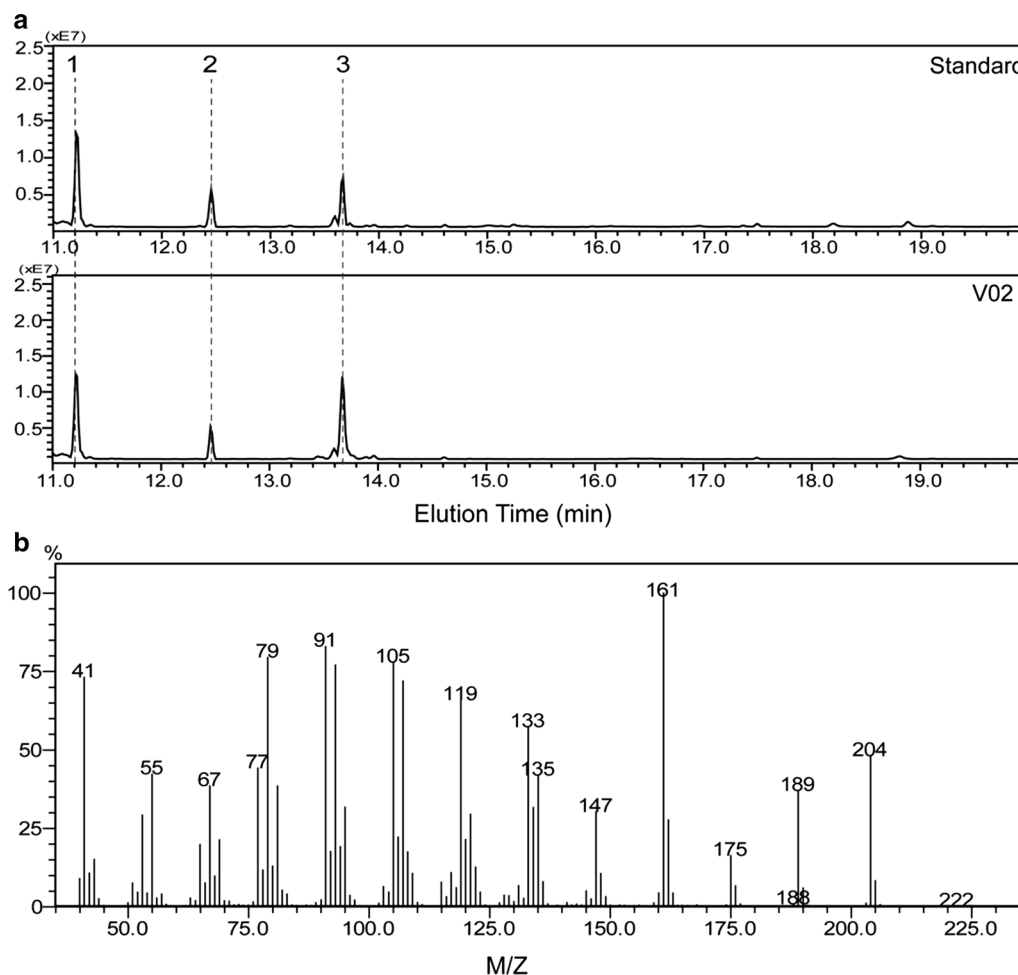 a
(xE7)
1 2 3 Standard
2.5
2.0
1.5
1.0
0.5
11.0 12.0 13.0 14.0 15.0 16.0 17.0 18.0 19.0
(xE7)
V02
2.5
2.0
1.5
1.0
0.5
11.0 12.0 13.0 14.0 15.0 16.0 17.0 18.0 19.0
Elution Time (min)
b
%
100
75
50
25
0
41 55 67 77 79 91 105 119 133 135 147 161 175 188 189 204 222
50.0 75.0 100.0 125.0 150.0 175.0 200.0 225.0
M/Z